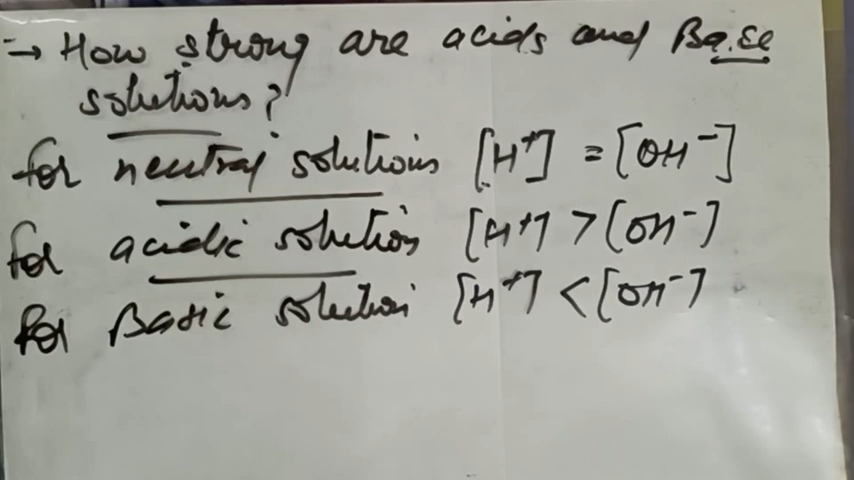 → How strong are acids and Base
solutions?
for neutral solutions [H⁺] = [OH⁻]
for acidic solution [H⁺] > [OH⁻]
for Basic solution [H⁺] < [OH⁻]